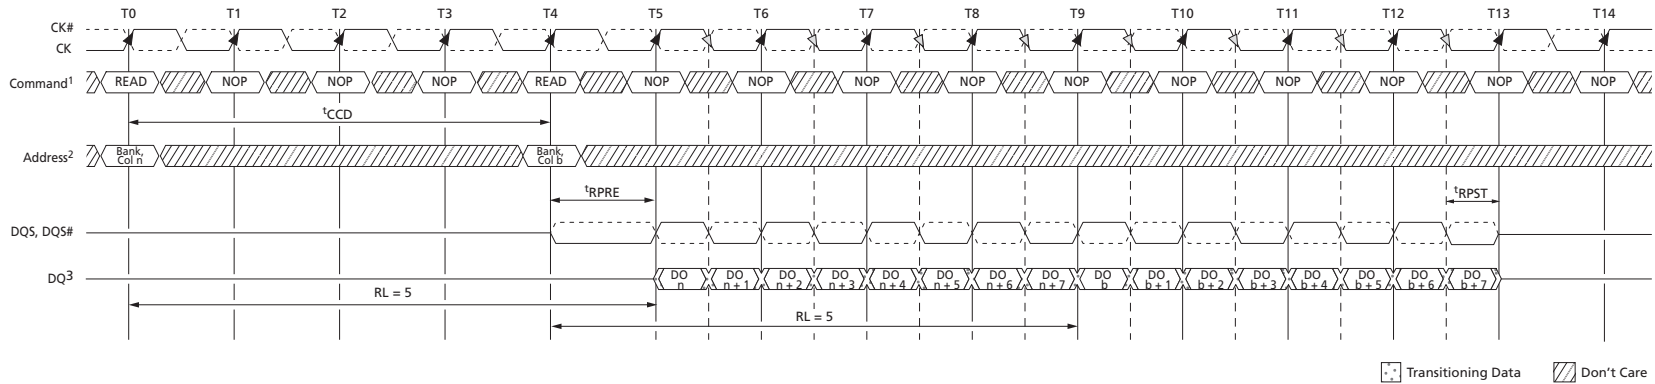 T0 T1 T2 T3 T4 T5 T6 T7 T8 T9 T10 T11 T12 T13 T14
CK#
CK
Command1 READ NOP NOP NOP READ NOP NOP NOP NOP NOP NOP NOP NOP NOP NOP
tCCD
Address2 Bank, Col n Bank, Col b
tRPRE tRPST
DQS, DQS#
DQ3 DO n DO n + 1 DO n + 2 DO n + 3 DO n + 4 DO n + 5 DO n + 6 DO n + 7 DO b DO b + 1 DO b + 2 DO b + 3 DO b + 4 DO b + 5 DO b + 6 DO b + 7
RL = 5
RL = 5
Transitioning Data Don't Care